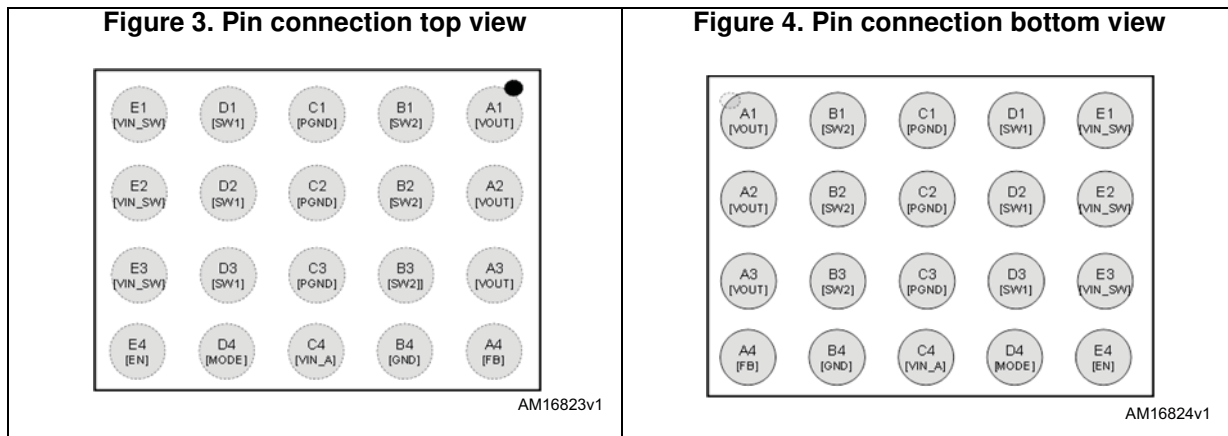 Figure 3. Pin connection top view
E1 D1 C1 B1 A1
[VIN_SW] [SW1] [PGND] [SW2] [VOUT]
E2 D2 C2 B2 A2
[VIN_SW] [SW1] [PGND] [SW2] [VOUT]
E3 D3 C3 B3 A3
[VIN_SW] [SW1] [PGND] [SW2]] [VOUT]
E4 D4 C4 B4 A4
[EN] [MODE] [VIN_A] [GND] [FB]
AM16823v1
Figure 4. Pin connection bottom view
A1 B1 C1 D1 E1
[VOUT] [SW2] [PGND] [SW1] [VIN_SW]
A2 B2 C2 D2 E2
[VOUT] [SW2] [PGND] [SW1] [VIN_SW]
A3 B3 C3 D3 E3
[VOUT] [SW2] [PGND] [SW1] [VIN_SW]
A4 B4 C4 D4 E4
[FB] [GND] [VIN_A] [MODE] [EN]
AM16824v1